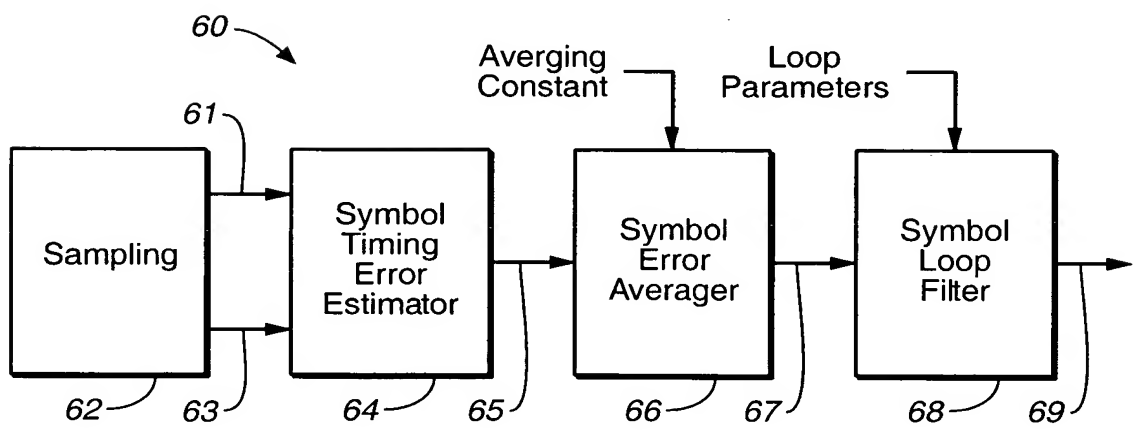 60
Averging
Constant
Loop
Parameters
61
Sampling
Symbol
Timing
Error
Estimator
Symbol
Error
Averager
Symbol
Loop
Filter
62
63
64
65
66
67
68
69